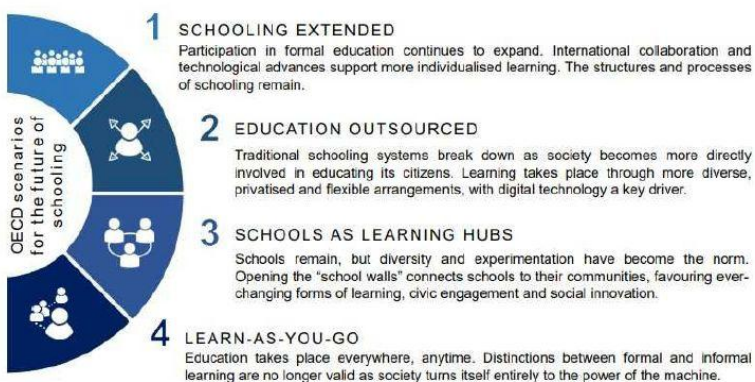 OECD scenarios
for the future of
schooling
1 SCHOOLING EXTENDED
Participation in formal education continues to expand. International collaboration and
technological advances support more individualised learning. The structures and processes
of schooling remain.
2 EDUCATION OUTSOURCED
Traditional schooling systems break down as society becomes more directly
involved in educating its citizens. Learning takes place through more diverse,
privatised and flexible arrangements, with digital technology a key driver.
3 SCHOOLS AS LEARNING HUBS
Schools remain, but diversity and experimentation have become the norm.
Opening the "school walls" connects schools to their communities, favouring ever-
changing forms of learning, civic engagement and social innovation.
4 LEARN-AS-YOU-GO
Education takes place everywhere, anytime. Distinctions between formal and informal
learning are no longer valid as society turns itself entirely to the power of the machine.